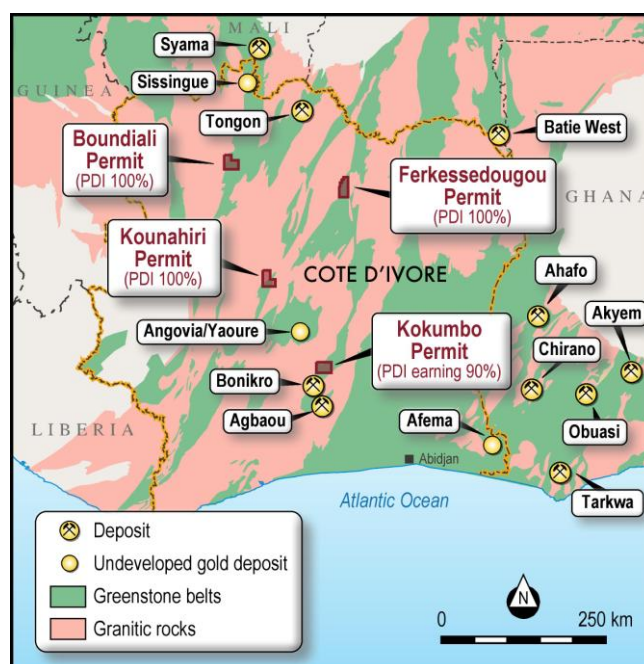 MALI
Syama
GUINEA
Sissingue
Tongon
Batie West
Boundiali
Permit
(PDI 100%)
Ferkessedougou
Permit
(PDI 100%)
GHANA
Kounahiri
Permit
(PDI 100%)
COTE D'IVORE
Ahafo
Akyem
Angovia/Yaoure
Kokumbo
Permit
(PDI earning 90%)
Chirano
Bonikro
Agbaou
Obuasi
LIBERIA
Afema
Abidjan
Tarkwa
Atlantic Ocean
Deposit
Undeveloped gold deposit
Greenstone belts
Granitic rocks
N
0 250 km